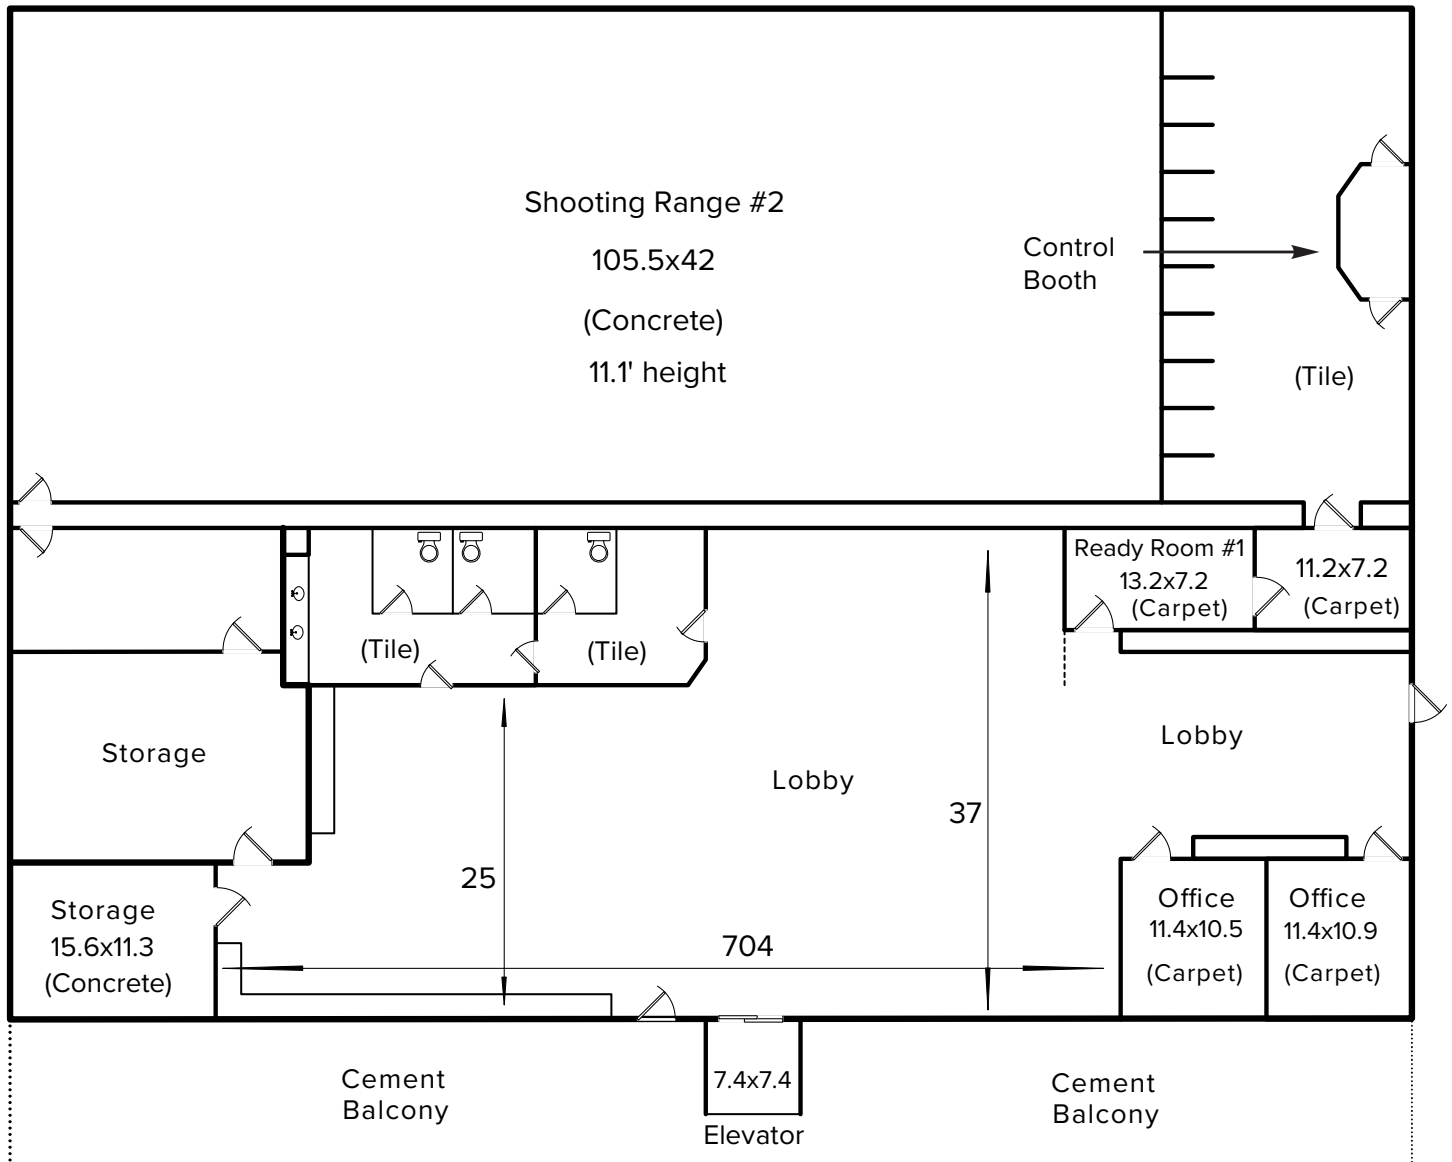 Shooting Range #2
105.5x42
(Concrete)
11.1' height
Control
Booth
(Tile)
Ready Room #1
13.2x7.2
(Carpet)
11.2x7.2
(Carpet)
(Tile)
(Tile)
Storage
Lobby
Lobby
37
25
Storage
15.6x11.3
(Concrete)
704
Office
11.4x10.5
(Carpet)
Office
11.4x10.9
(Carpet)
Cement
Balcony
7.4x7.4
Elevator
Cement
Balcony